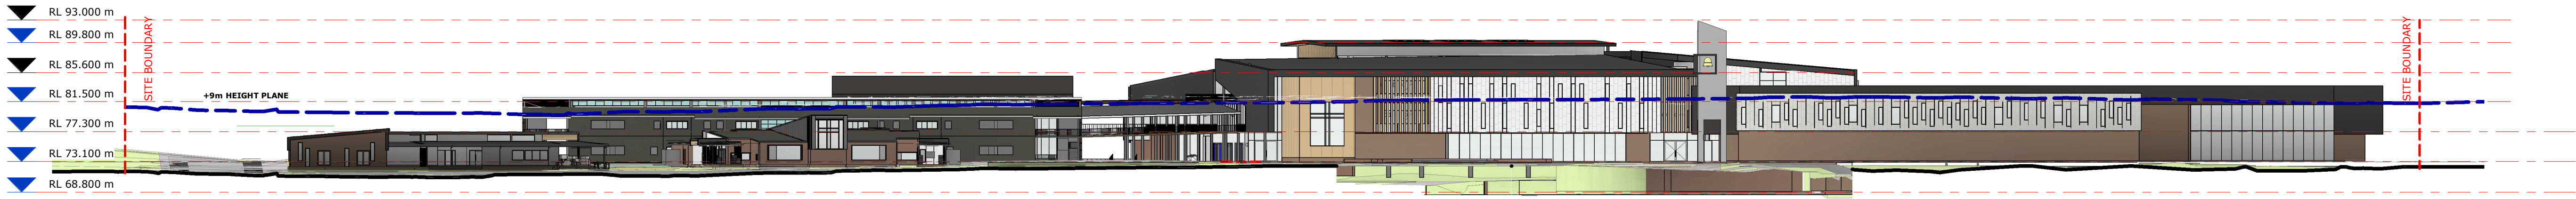 RL 93.000 m
RL 89.800 m
SITE BOUNDARY
SITE BOUNDARY
RL 85.600 m
RL 81.500 m
+9m HEIGHT PLANE
RL 77.300 m
RL 73.100 m
RL 68.800 m